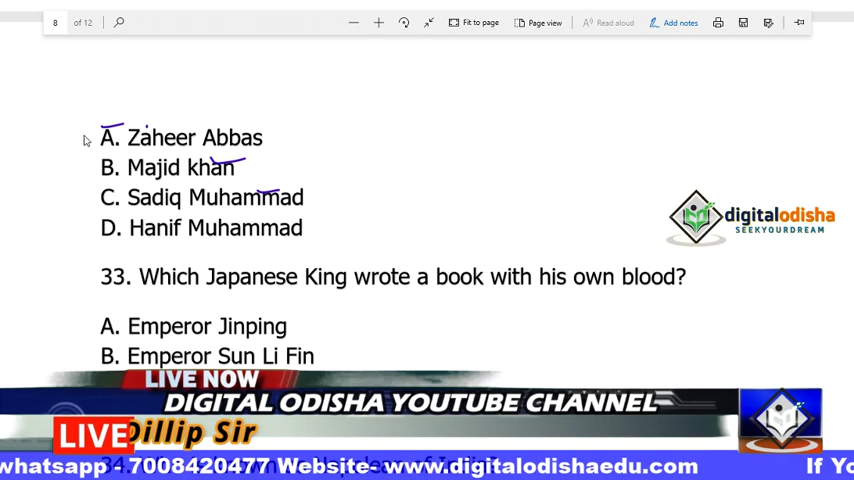 8 of 12 Fit to page Page view Read aloud Add notes
A. Zaheer Abbas
B. Majid khan
C. Sadiq Muhammad
D. Hanif Muhammad
digitalodisha
SEEKYOURDREAM
33. Which Japanese King wrote a book with his own blood?
A. Emperor Jinping
B. Emperor Sun Li Fin
LIVE NOW
DIGITAL ODISHA YOUTUBE CHANNEL
LIVE Dillip Sir
whatsapp 7008420477 Website- www.digitalodishaedu.com If Yo